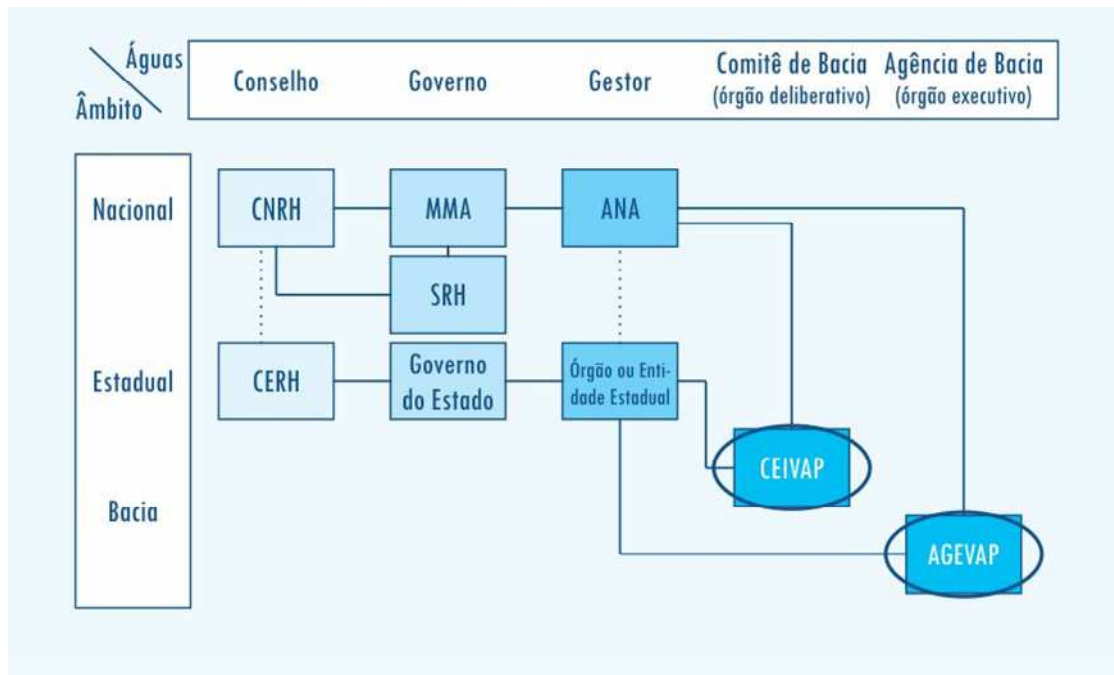 Águas
Âmbito
Conselho
Governo
Gestor
Comitê de Bacia
(órgão deliberativo)
Agência de Bacia
(órgão executivo)
Nacional
CNRH
MMA
ANA
SRH
Estadual
CERH
Governo
do Estado
Órgão ou Enti-
dade Estadual
Bacia
CEIVAP
AGEVAP